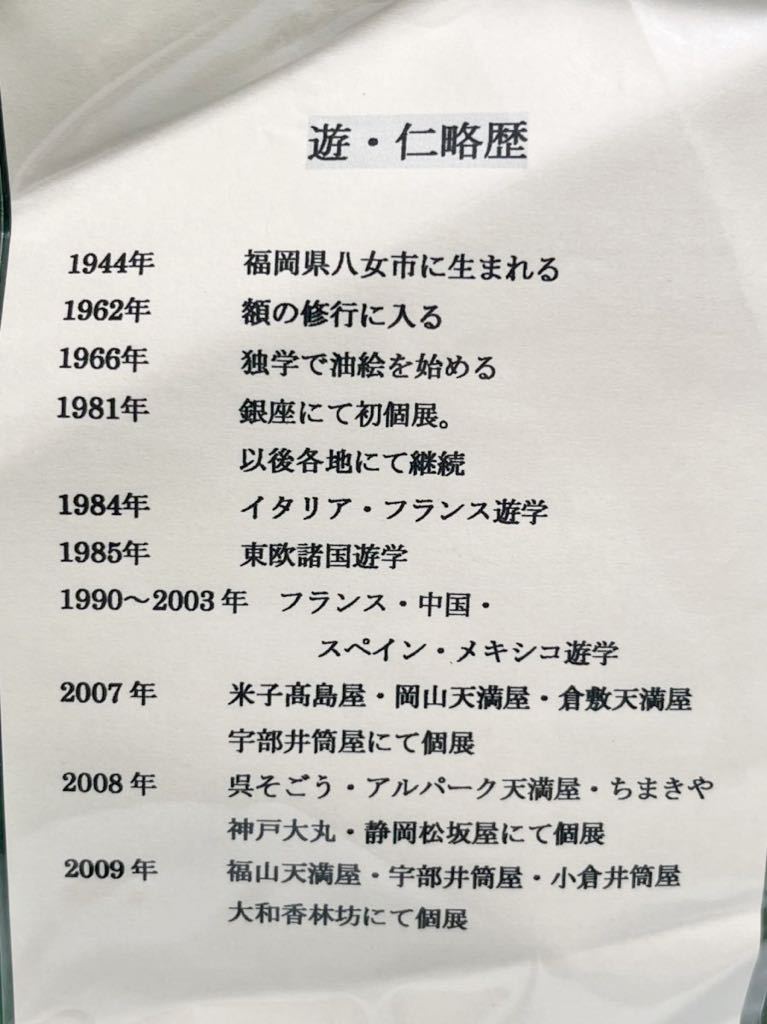 遊・仁略歴
1944年 福岡県八女市に生まれる
1962年 額の修行に入る
1966年 独学で油絵を始める
1981年 銀座にて初個展。
以後各地にて継続
1984年 イタリア・フランス遊学
1985年 東欧諸国遊学
1990～2003年 フランス・中国・
スペイン・メキシコ遊学
2007年 米子髙島屋・岡山天満屋・倉敷天満屋
宇部井筒屋にて個展
2008年 呉そごう・アルパーク天満屋・ちまきや
神戸大丸・静岡松坂屋にて個展
2009年 福山天満屋・宇部井筒屋・小倉井筒屋
大和香林坊にて個展